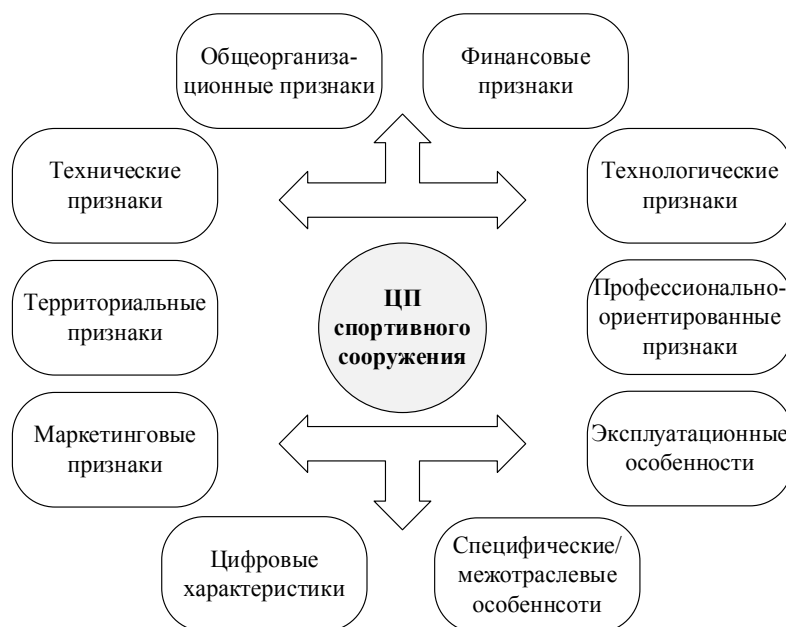 Общеорганиза-
ционные признаки
Финансовые
признаки
Технические
признаки
Технологические
признаки
Территориальные
признаки
ЦП
спортивного
сооружения
Профессионально-
ориентированные
признаки
Маркетинговые
признаки
Эксплуатационные
особенности
Цифровые
характеристики
Специфические/
межотраслевые
особеннсоти